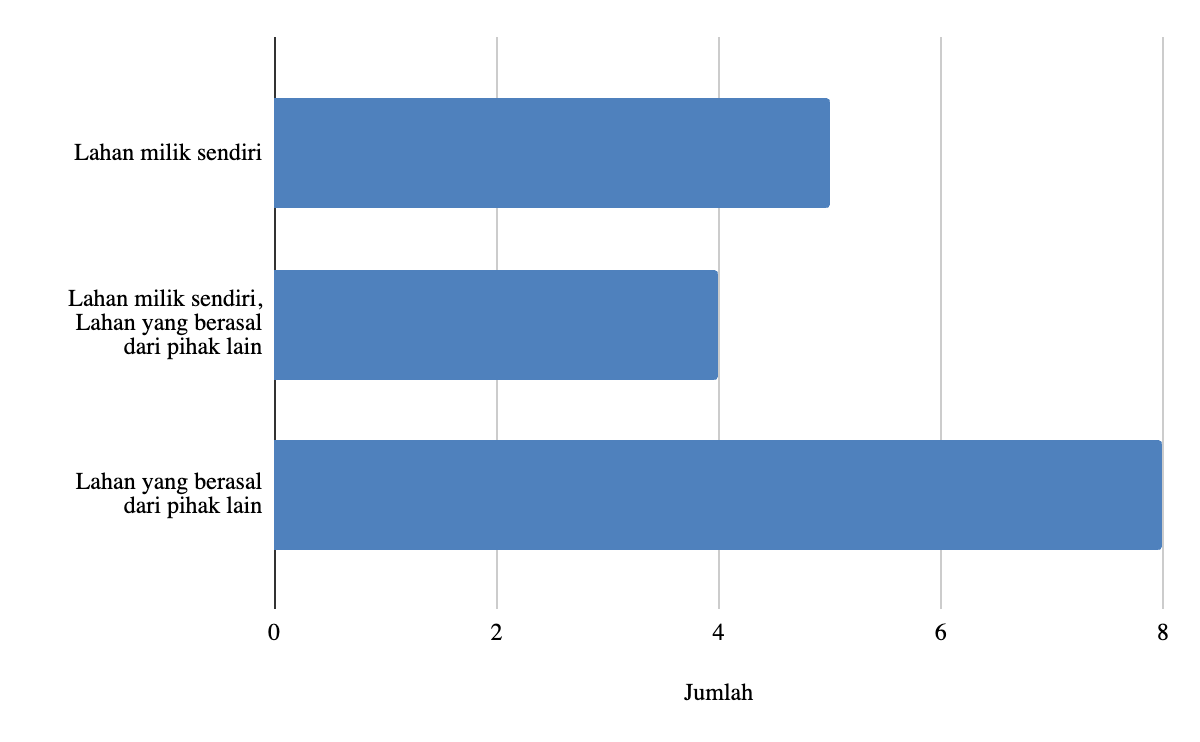 Lahan milik sendiri
Lahan milik sendiri,
Lahan yang berasal
dari pihak lain
Lahan yang berasal
dari pihak lain
0 2 4 6 8
Jumlah